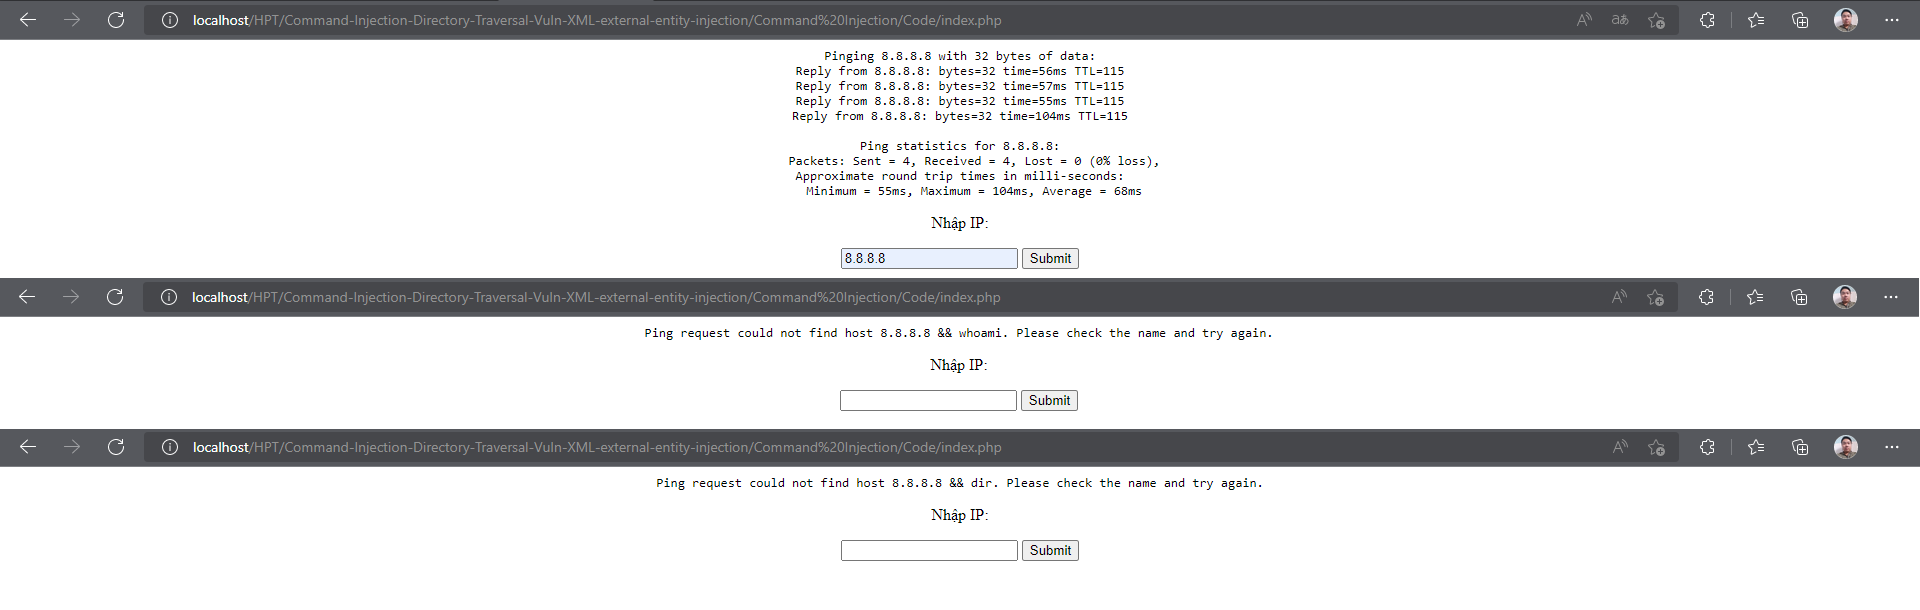 localhost/HPT/Command-Injection-Directory-Traversal-Vuln-XML-external-entity-injection/Command%20Injection/Code/index.php
Pinging 8.8.8.8 with 32 bytes of data:
Reply from 8.8.8.8: bytes=32 time=56ms TTL=115
Reply from 8.8.8.8: bytes=32 time=57ms TTL=115
Reply from 8.8.8.8: bytes=32 time=55ms TTL=115
Reply from 8.8.8.8: bytes=32 time=104ms TTL=115
Ping statistics for 8.8.8.8:
Packets: Sent = 4, Received = 4, Lost = 0 (0% loss),
Approximate round trip times in milli-seconds:
Minimum = 55ms, Maximum = 104ms, Average = 68ms
Nhập IP:
8.8.8.8 Submit
localhost/HPT/Command-Injection-Directory-Traversal-Vuln-XML-external-entity-injection/Command%20Injection/Code/index.php
Ping request could not find host 8.8.8.8 && whoami. Please check the name and try again.
Nhập IP:
Submit
localhost/HPT/Command-Injection-Directory-Traversal-Vuln-XML-external-entity-injection/Command%20Injection/Code/index.php
Ping request could not find host 8.8.8.8 && dir. Please check the name and try again.
Nhập IP:
Submit